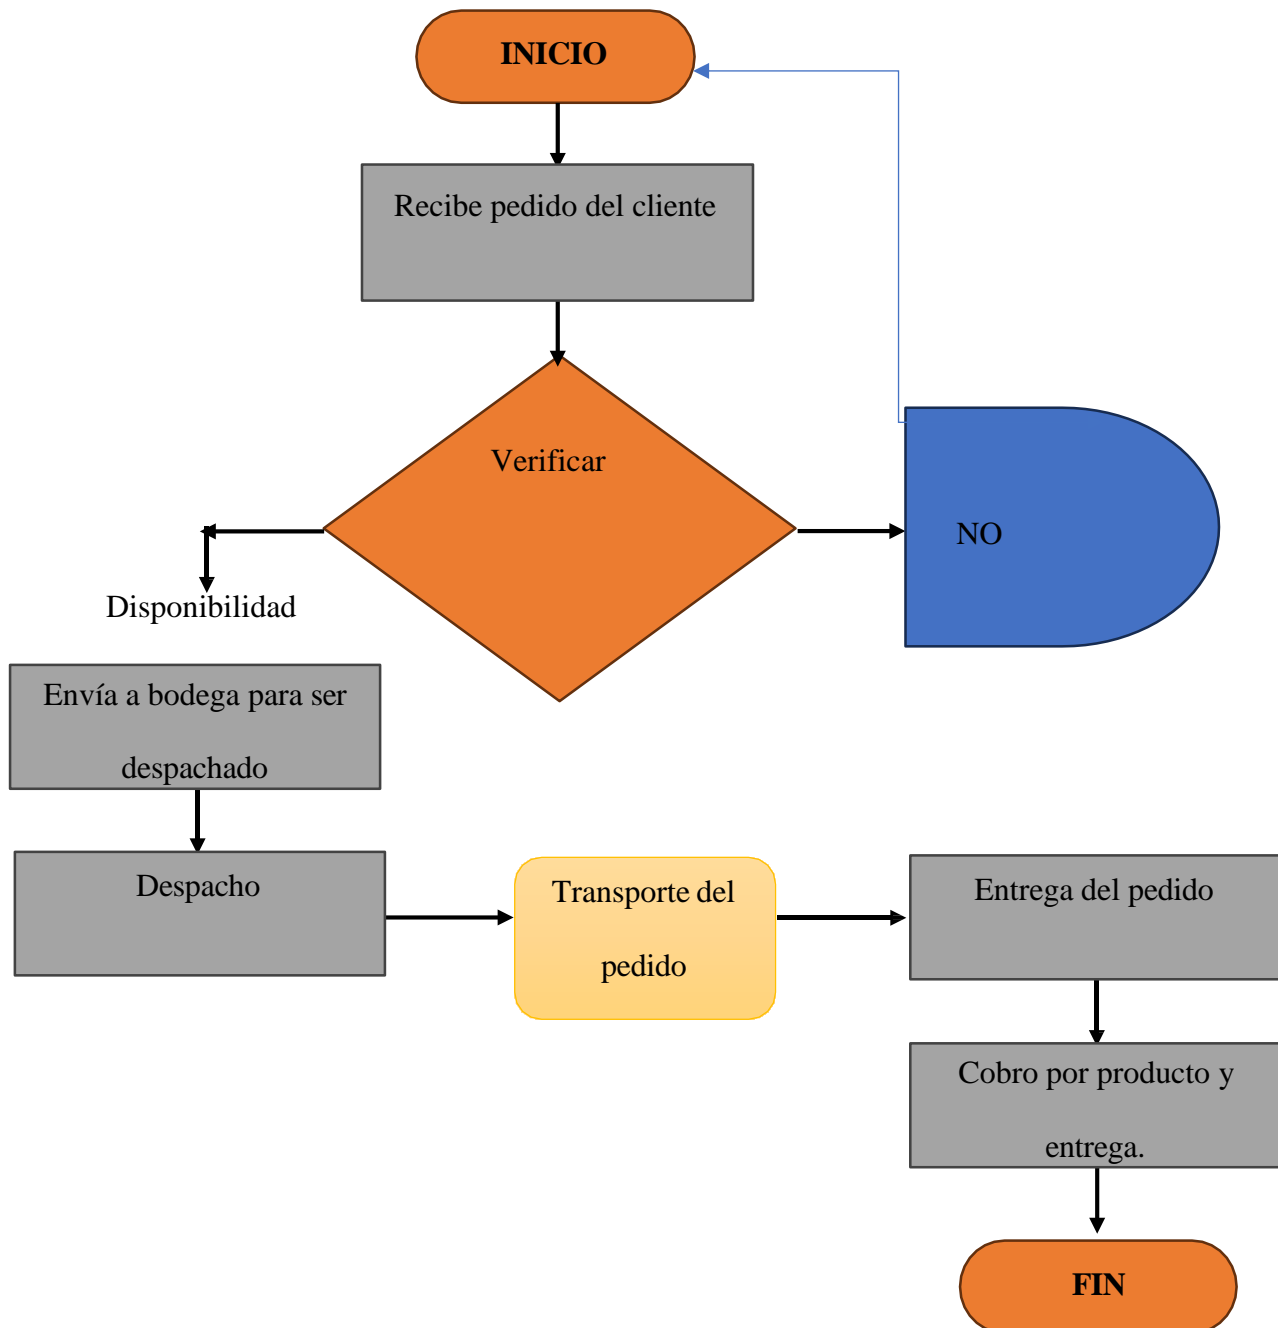 INICIO
Recibe pedido del cliente
Verificar
NO
Disponibilidad
Envía a bodega para ser
despachado
Despacho
Transporte del
pedido
Entrega del pedido
Cobro por producto y
entrega.
FIN